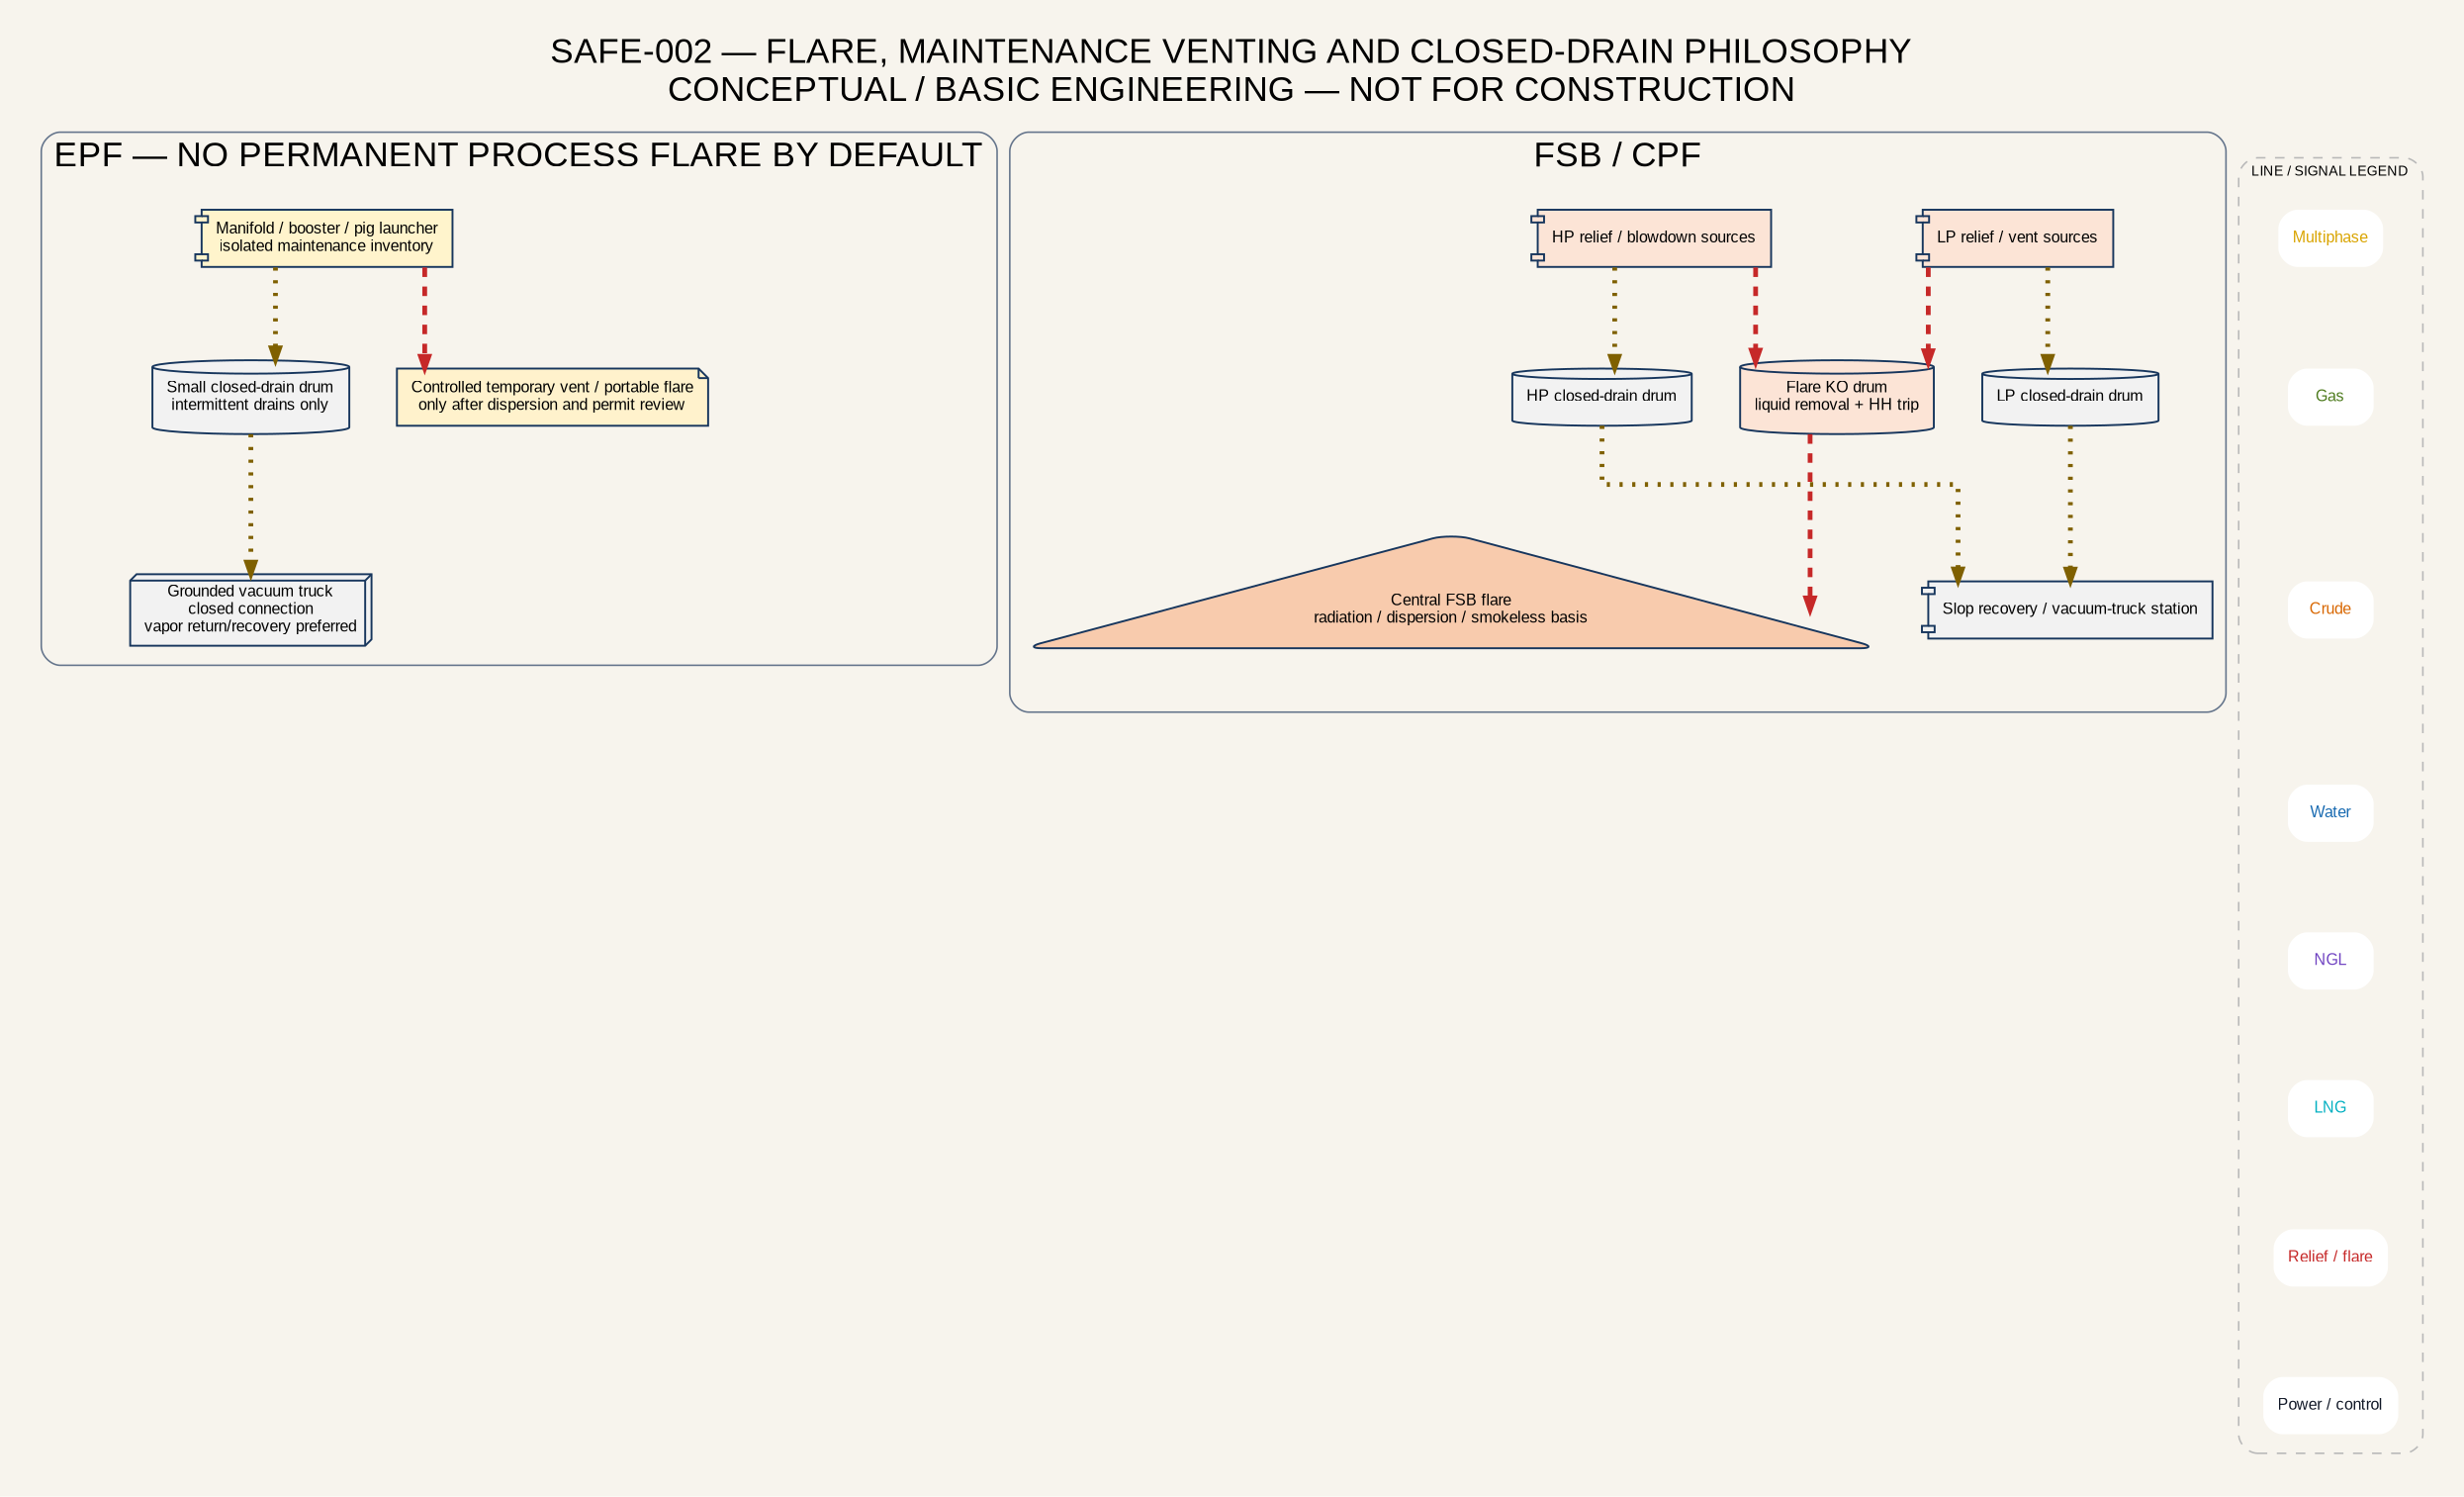 SAFE-002 — FLARE, MAINTENANCE VENTING AND CLOSED-DRAIN PHILOSOPHY
CONCEPTUAL / BASIC ENGINEERING — NOT FOR CONSTRUCTION
EPF — NO PERMANENT PROCESS FLARE BY DEFAULT
Manifold / booster / pig launcher
isolated maintenance inventory
Small closed-drain drum
intermittent drains only
Controlled temporary vent / portable flare
only after dispersion and permit review
Grounded vacuum truck
closed connection
vapor return/recovery preferred
FSB / CPF
HP relief / blowdown sources
LP relief / vent sources
HP closed-drain drum
Flare KO drum
liquid removal + HH trip
LP closed-drain drum
Central FSB flare
radiation / dispersion / smokeless basis
Slop recovery / vacuum-truck station
LINE / SIGNAL LEGEND
Multiphase
Gas
Crude
Water
NGL
LNG
Relief / flare
Power / control